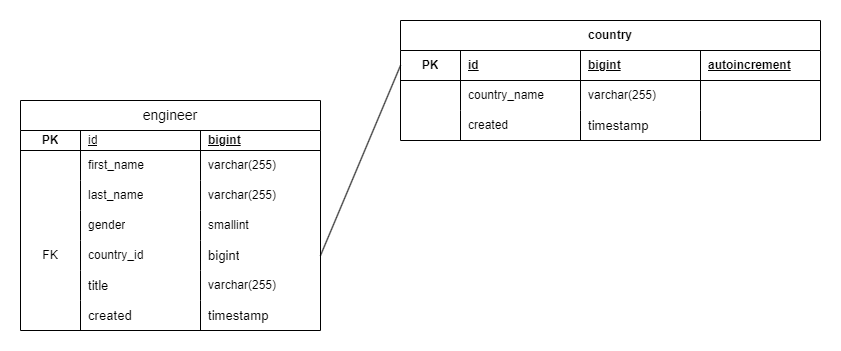 country
PK id bigint autoincrement
country_name varchar(255)
created timestamp
engineer
PK id bigint
first_name varchar(255)
last_name varchar(255)
gender smallint
FK country_id bigint
title varchar(255)
created timestamp